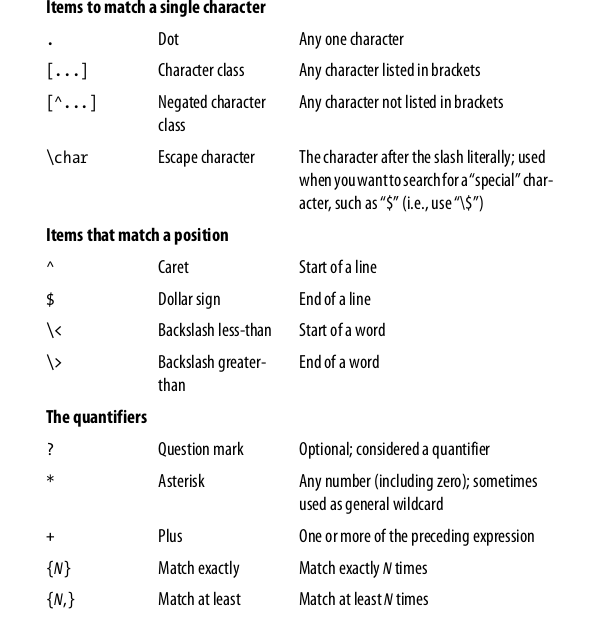 Items to match a single character
. Dot Any one character
[...] Character class Any character listed in brackets
[^...] Negated character Any character not listed in brackets
class
\char Escape character The character after the slash literally; used
when you want to search for a “special” char-
acter, such as “$” (i.e., use “\$”)
Items that match a position
^ Caret Start of a line
$ Dollar sign End of a line
\< Backslash less-than Start of a word
\> Backslash greater- End of a word
than
The quantifiers
? Question mark Optional; considered a quantifier
* Asterisk Any number (including zero); sometimes
used as general wildcard
+ Plus One or more of the preceding expression
{N} Match exactly Match exactly N times
{N,} Match at least Match at least N times